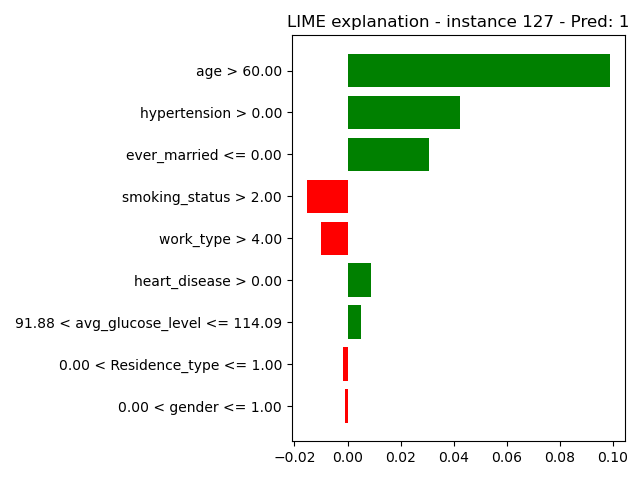 LIME explanation - instance 127 - Pred: 1
age > 60.00
hypertension > 0.00
ever_married <= 0.00
smoking_status > 2.00
work_type > 4.00
heart_disease > 0.00
91.88 < avg_glucose_level <= 114.09
0.00 < Residence_type <= 1.00
0.00 < gender <= 1.00
−0.02 0.00 0.02 0.04 0.06 0.08 0.10